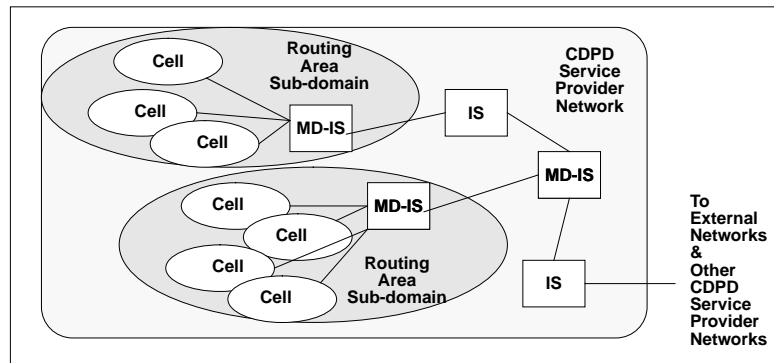 Cell
Cell
Cell
Routing
Area
Sub-domain
MD-IS
IS
CDPD
Service
Provider
Network
MD-IS
MD-IS
Cell
Cell
Cell
Cell
Routing
Area
Sub-domain
IS
To
External
Networks
&
Other
CDPD
Service
Provider
Networks